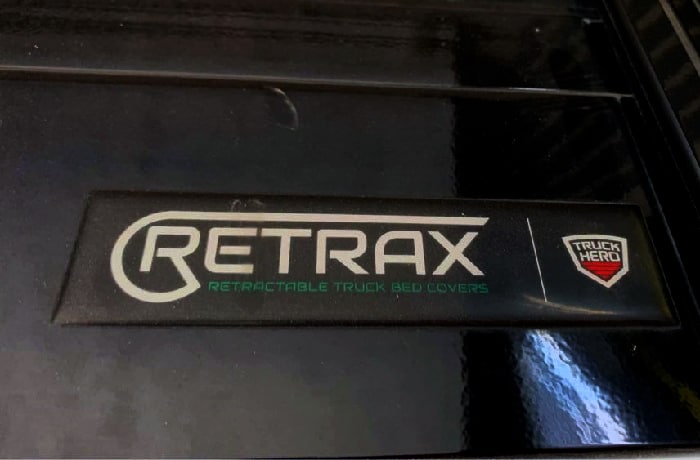 RETRAX
RETRACTABLE TRUCK BED COVERS
TRUCK
HERO